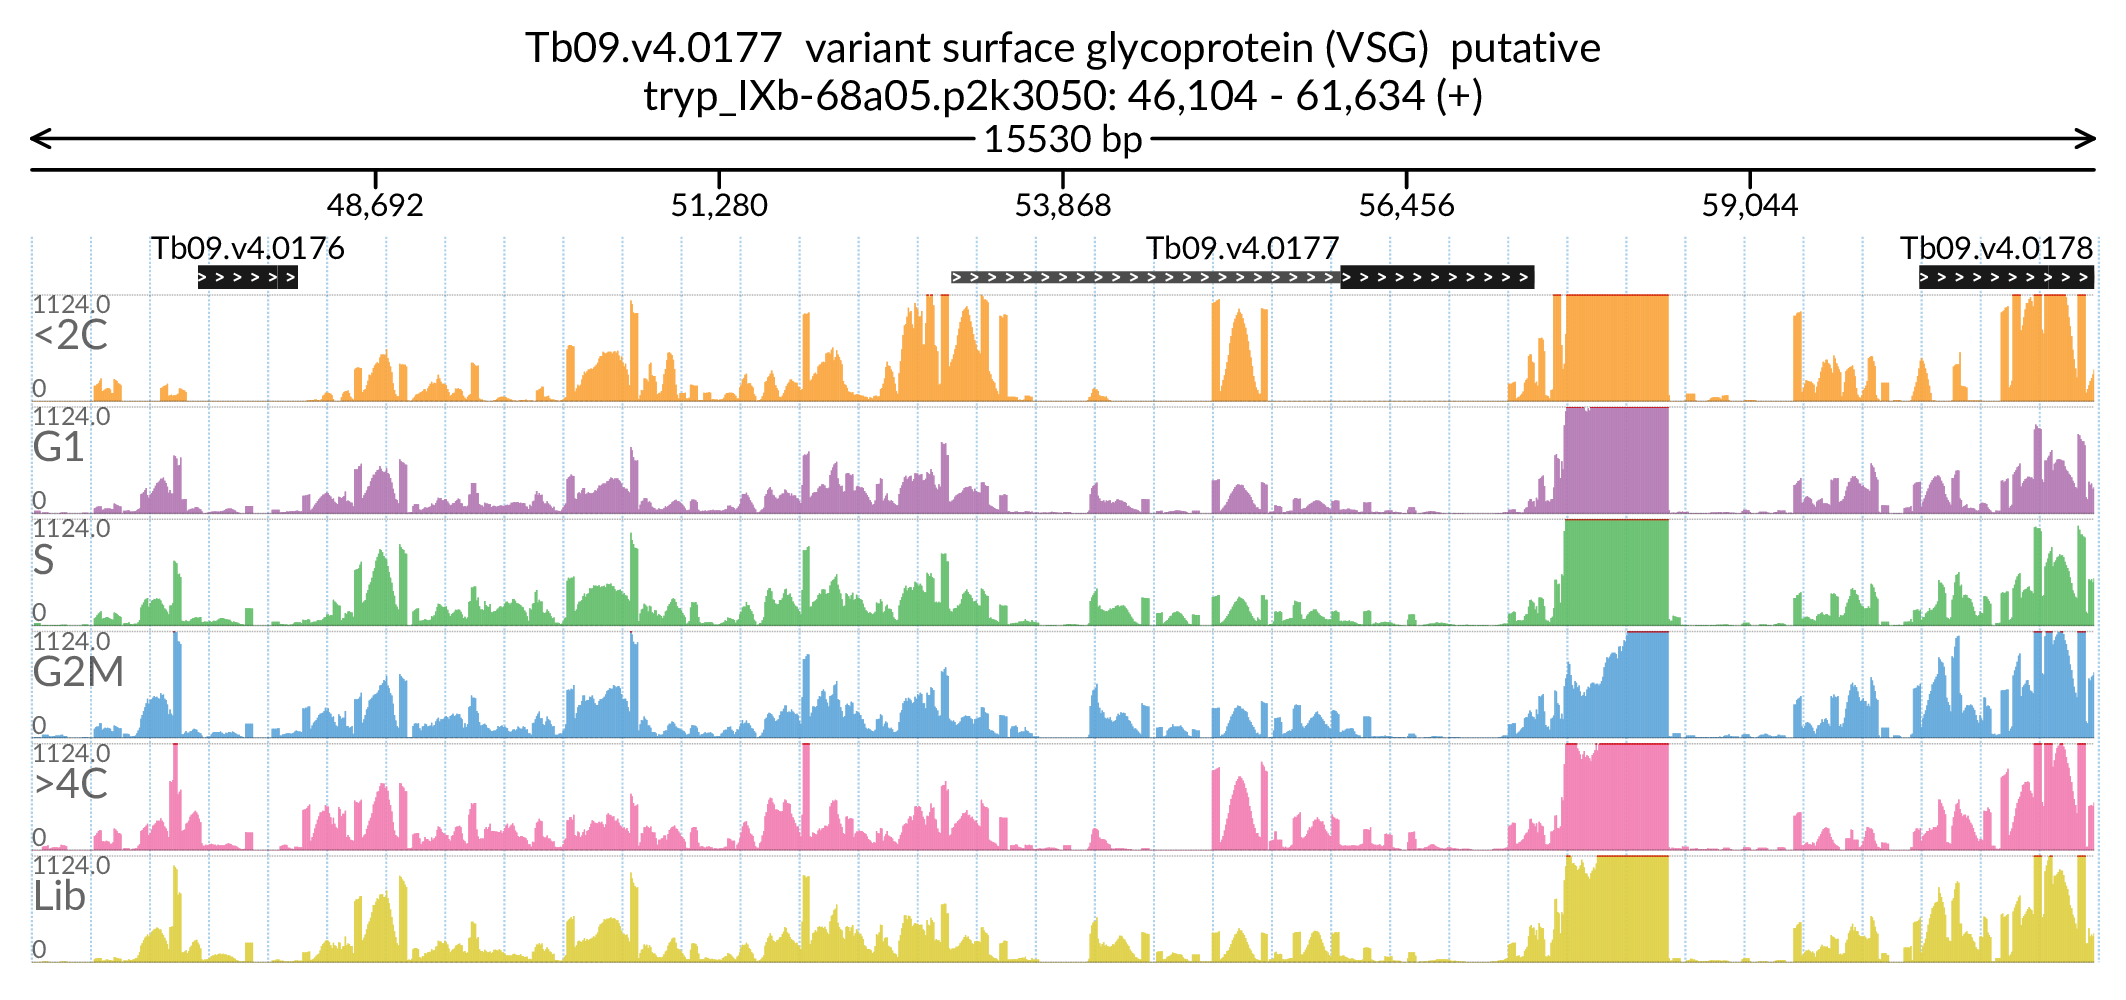 Tb09.v4.0177 variant surface glycoprotein (VSG) putative
tryp_IXb-68a05.p2k3050: 46,104 - 61,634 (+)
15530 bp
48,692 51,280 53,868 56,456 59,044
Tb09.v4.0176 Tb09.v4.0177 Tb09.v4.0178
1124.0
<2C
0
1124.0
G1
0
1124.0
S
0
1124.0
G2M
0
1124.0
>4C
0
1124.0
Lib
0